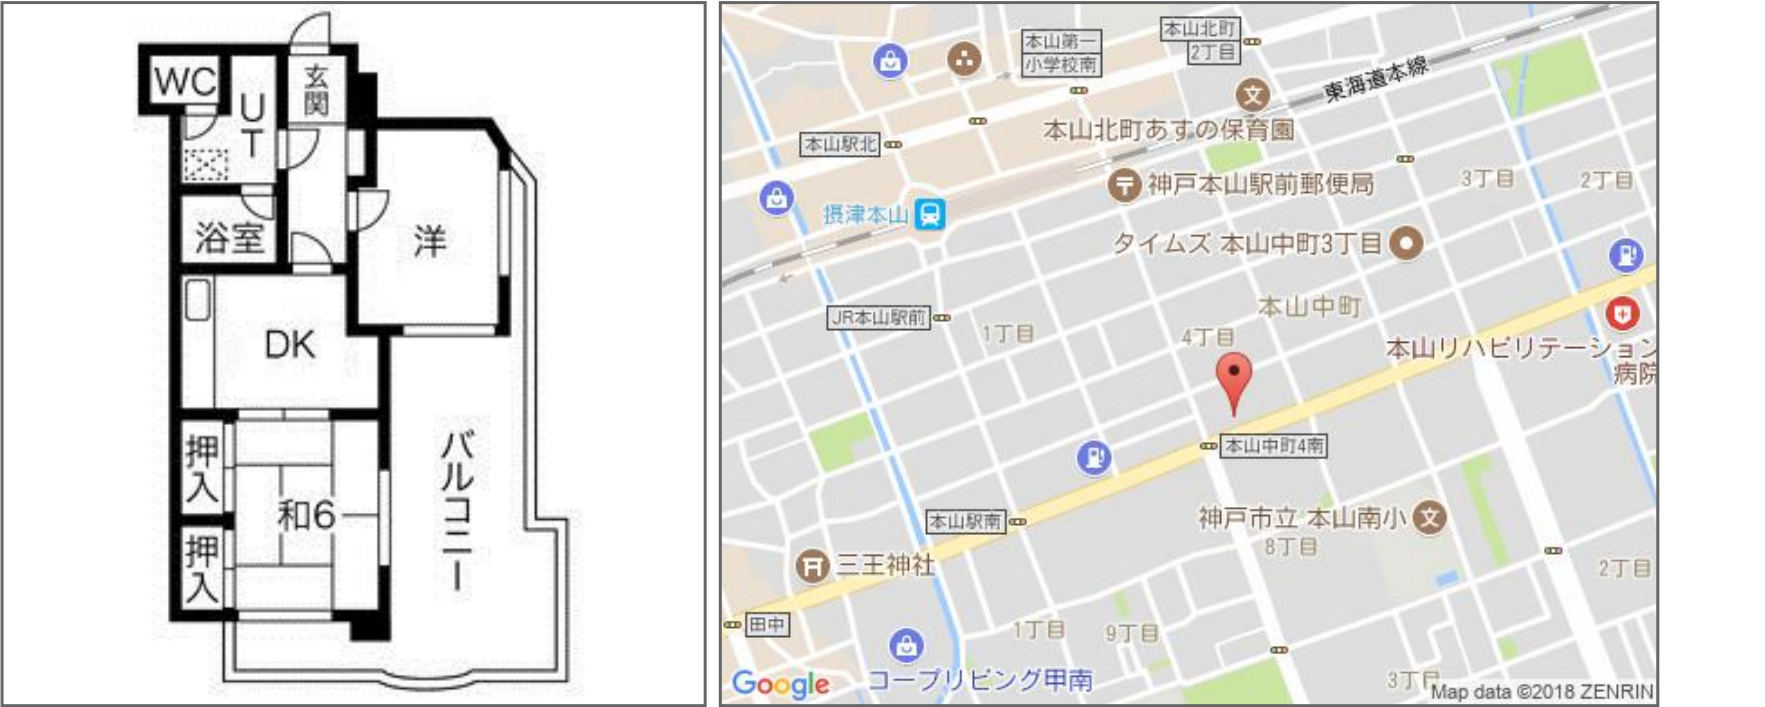 WC
UT
玄関
浴室
洋
DK
押入
和6
押入
バルコニー
本山北町
2丁目
本山第一
小学校南
東海道本線
本山北町あすの保育園
本山駅北
神戸本山駅前郵便局
3丁目
2丁目
摂津本山
タイムズ 本山中町3丁目
本山中町
JR本山駅前
1丁目
4丁目
本山リハビリテーション
病院
本山中町4南
本山駅南
神戸市立 本山南小
8丁目
三王神社
2丁目
田中
1丁目
9丁目
コープリビング甲南
3丁目
Google
Map data ©2018 ZENRIN